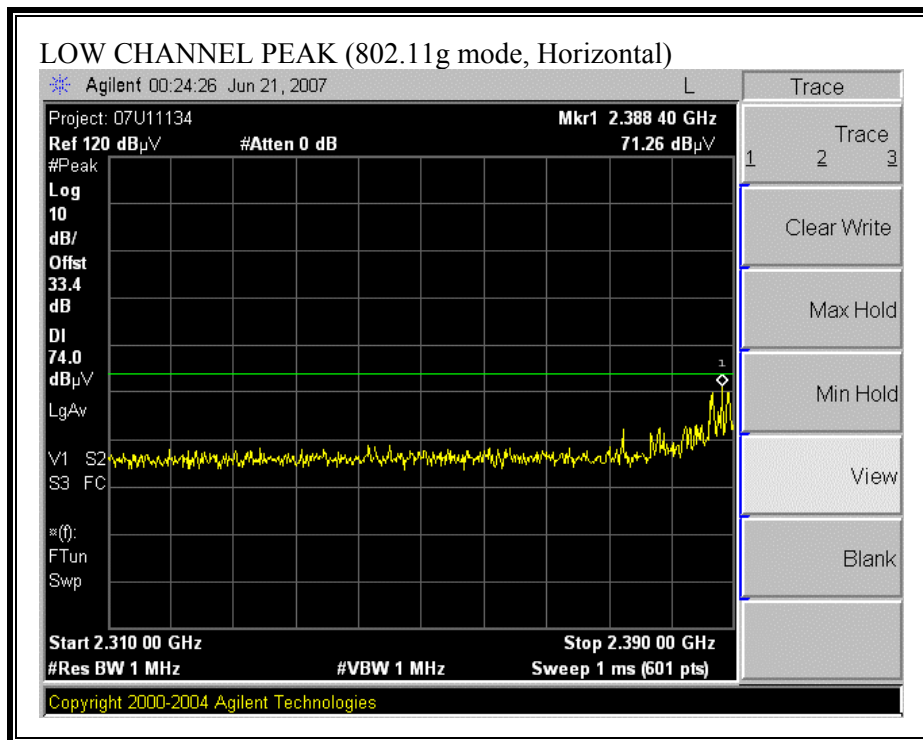 LOW CHANNEL PEAK (802.11g mode, Horizontal)
Agilent 00:24:26 Jun 21, 2007 L
Project: 07U11134 Mkr1 2.388 40 GHz
Ref 120 dBµV #Atten 0 dB 71.26 dBµV
#Peak
Log
10
dB/
Offst
33.4
dB
DI
74.0
dBµV
LgAv
V1 S2
S3 FC
¤(f):
FTun
Swp
1
Start 2.310 00 GHz Stop 2.390 00 GHz
#Res BW 1 MHz #VBW 1 MHz Sweep 1 ms (601 pts)
Copyright 2000-2004 Agilent Technologies
Trace
Trace
1 2 3
Clear Write
Max Hold
Min Hold
View
Blank